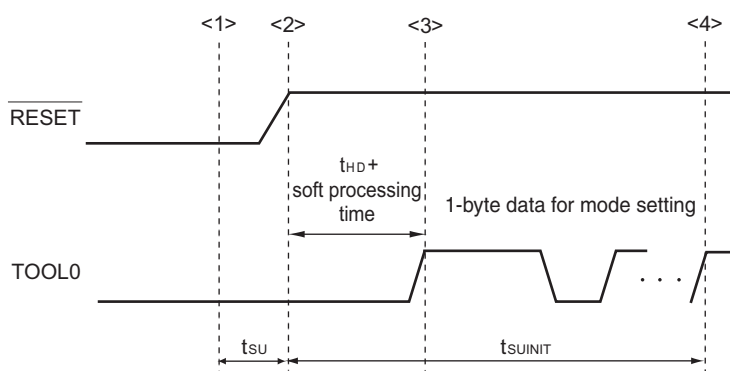 <1> <2> <3> <4>
RESET
tHD+
soft processing
time
1-byte data for mode setting
TOOL0
. . .
tSU
tSUINIT